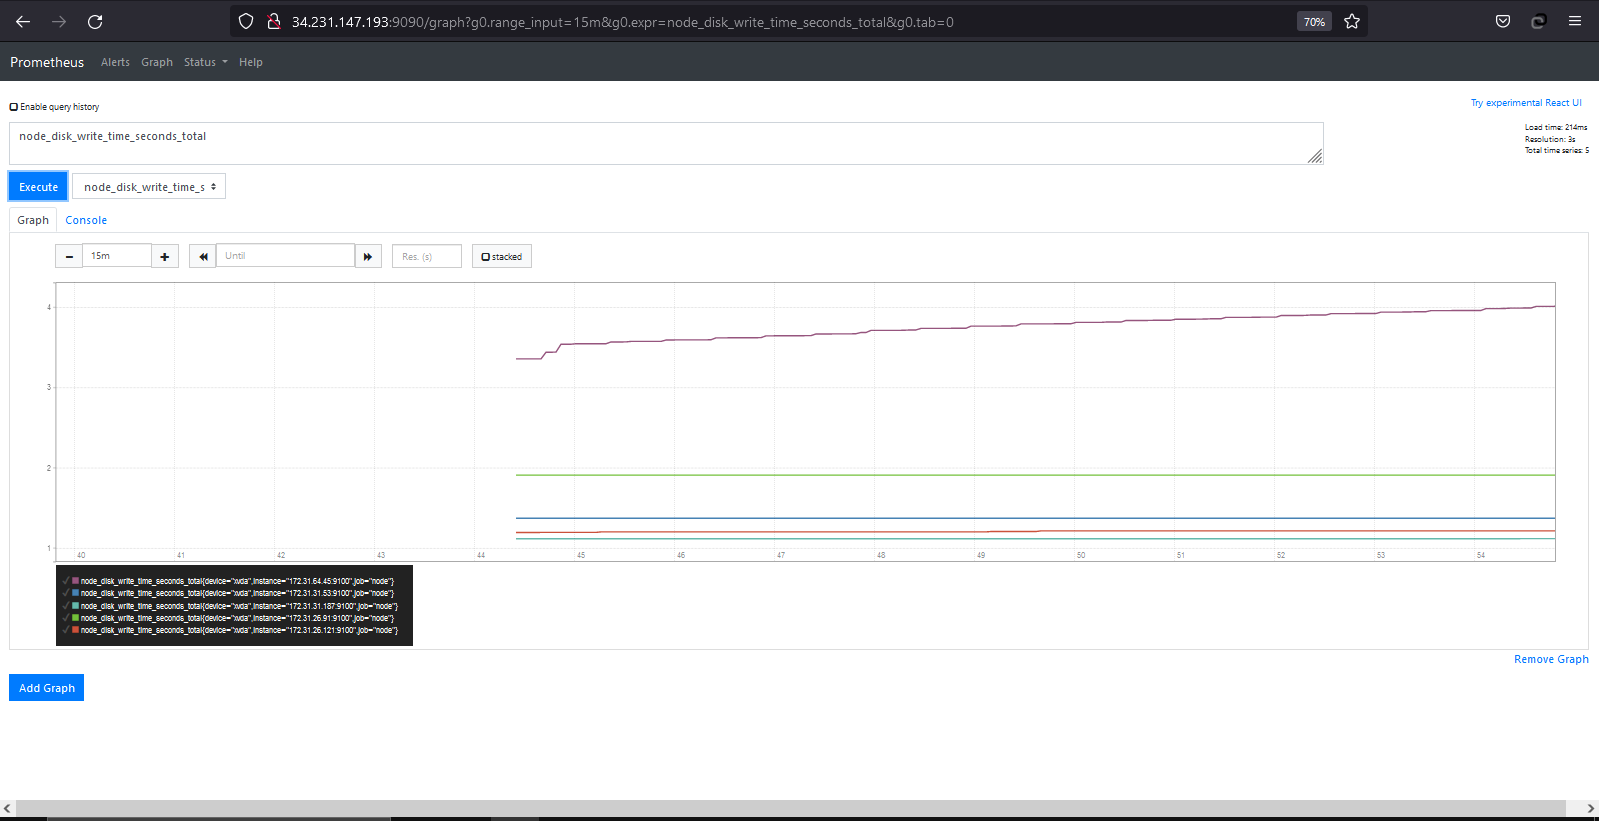 34.231.147.193:9090/graph?g0.range_input=15m&g0.expr=node_disk_write_time_seconds_total&g0.tab=0
70%
Prometheus Alerts Graph Status Help
Enable query history
Try experimental React UI
node_disk_write_time_seconds_total
Load time: 214ms
Resolution: 3s
Total time series: 5
Execute node_disk_write_time_s
Graph Console
15m Until Res. (s) stacked
4
3
2
1
40 41 42 43 44 45 46 47 48 49 50 51 52 53 54
node_disk_write_time_seconds_total{device="xvda",instance="172.31.64.45:9100",job="node"}
node_disk_write_time_seconds_total{device="xvda",instance="172.31.31.53:9100",job="node"}
node_disk_write_time_seconds_total{device="xvda",instance="172.31.31.187:9100",job="node"}
node_disk_write_time_seconds_total{device="xvda",instance="172.31.26.91:9100",job="node"}
node_disk_write_time_seconds_total{device="xvda",instance="172.31.26.121:9100",job="node"}
Remove Graph
Add Graph